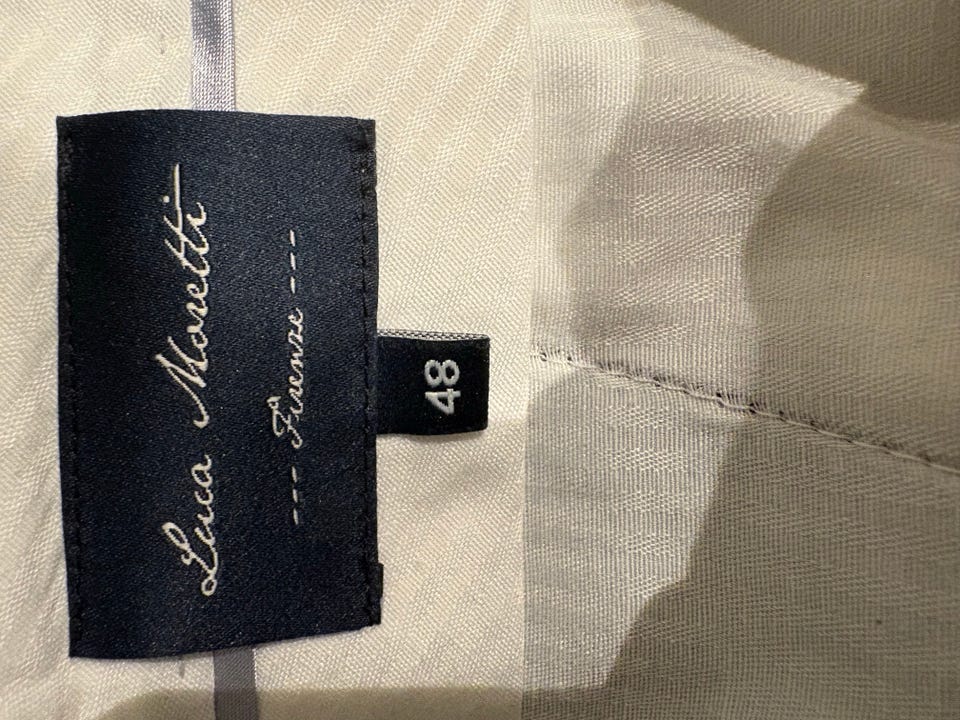 Luca Moretti
--- Firenze ---
48